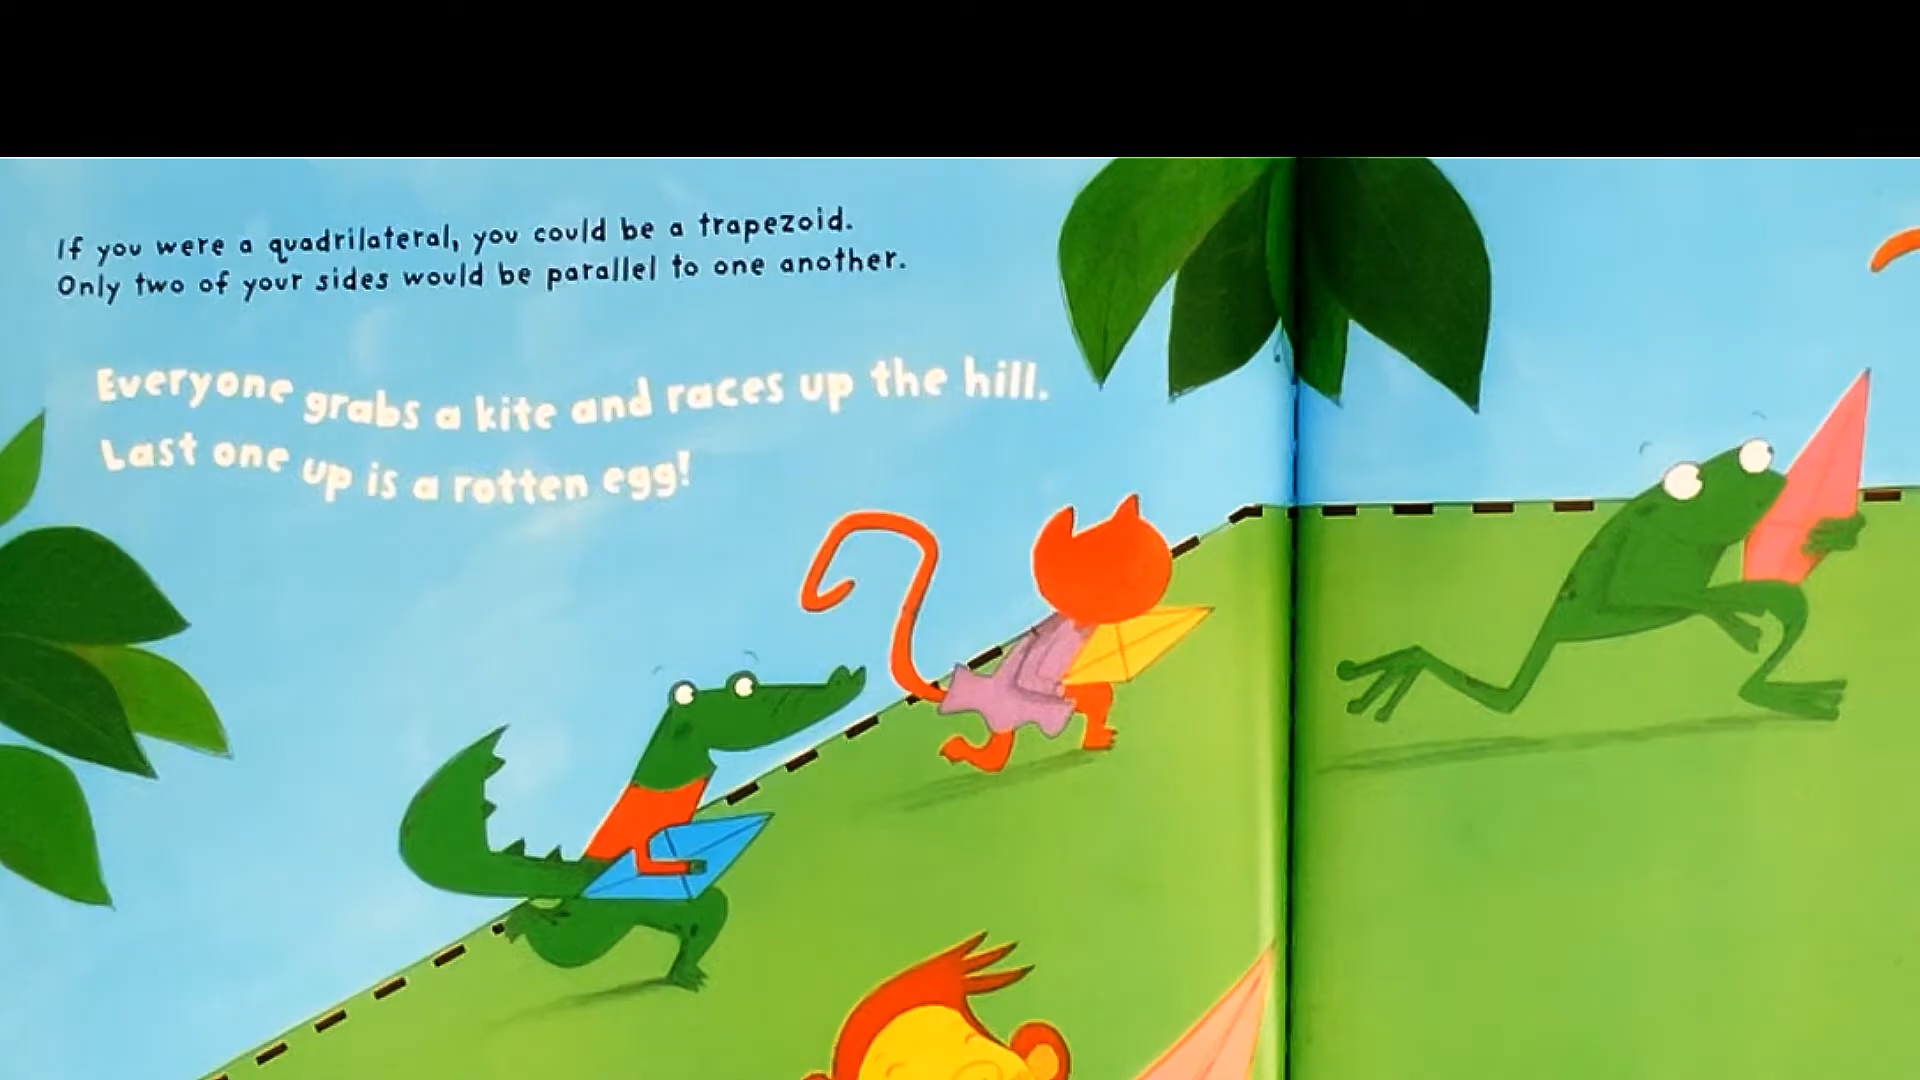 If you were a quadrilateral, you could be a trapezoid.
Only two of your sides would be parallel to one another.
Everyone grabs a kite and races up the hill.
Last one up is a rotten egg!